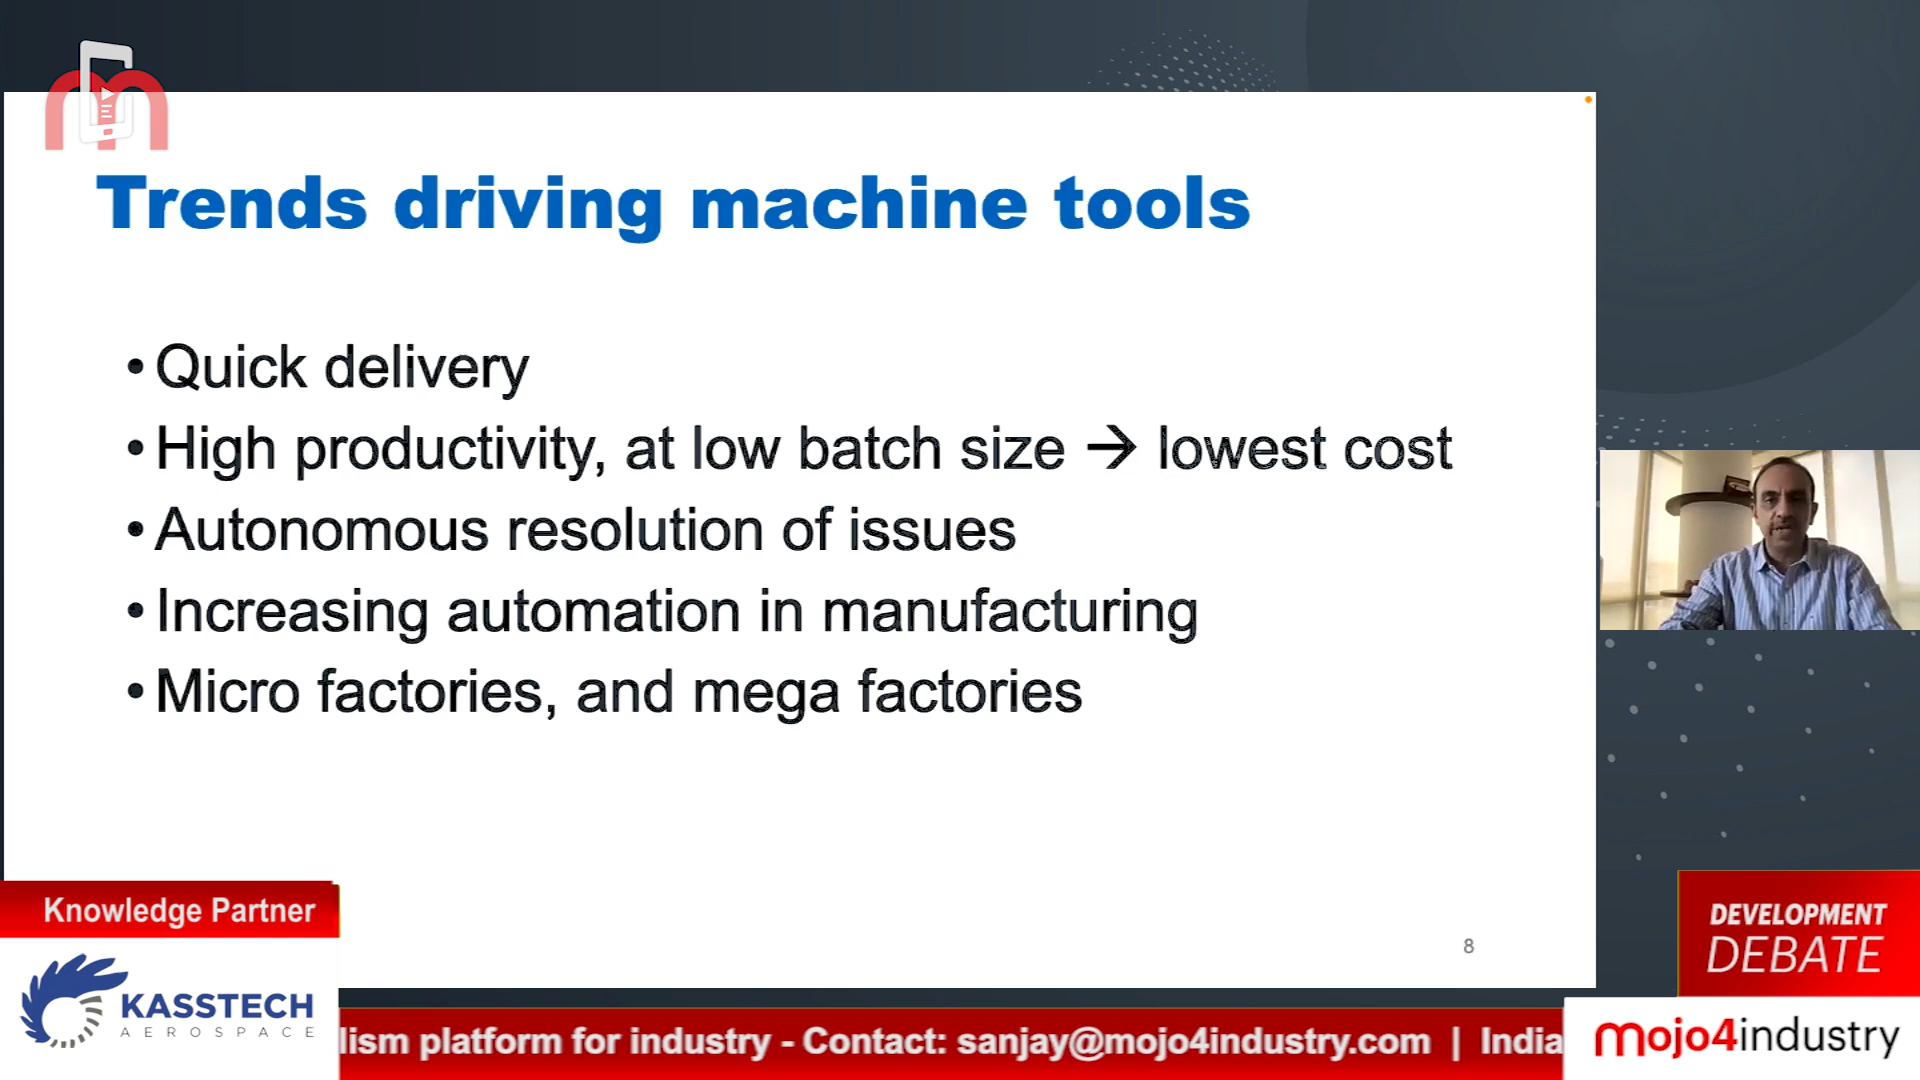 Trends driving machine tools
•Quick delivery
•High productivity, at low batch size → lowest cost
•Autonomous resolution of issues
•Increasing automation in manufacturing
•Micro factories, and mega factories
8
Knowledge Partner
KASSTECH
AEROSPACE
DEVELOPMENT
DEBATE
lism platform for industry - Contact: sanjay@mojo4industry.com | India
mojo4industry